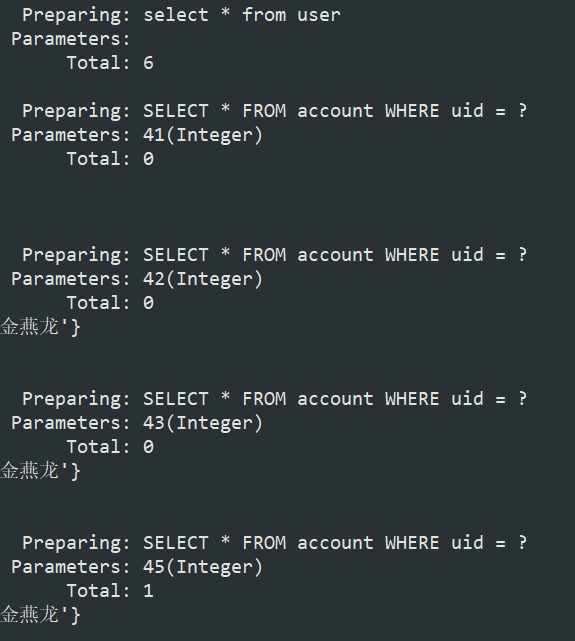 Preparing: select * from user
Parameters:
Total: 6
Preparing: SELECT * FROM account WHERE uid = ?
Parameters: 41(Integer)
Total: 0
Preparing: SELECT * FROM account WHERE uid = ?
Parameters: 42(Integer)
Total: 0
金燕龙'}
Preparing: SELECT * FROM account WHERE uid = ?
Parameters: 43(Integer)
Total: 0
金燕龙'}
Preparing: SELECT * FROM account WHERE uid = ?
Parameters: 45(Integer)
Total: 1
金燕龙'}